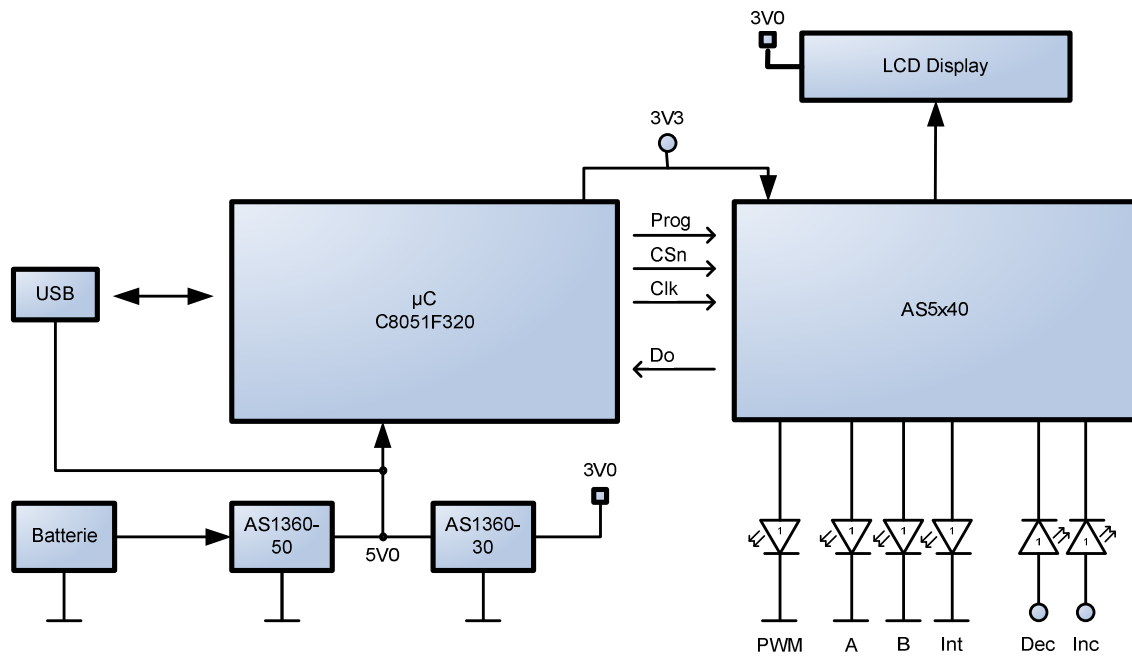 3V0
LCD Display
3V3
Prog
CSn
Clk
Do
USB
µC
C8051F320
AS5x40
3V0
Batterie
AS1360-
50
5V0
AS1360-
30
1
1
1
1
1
1
PWM
A
B
Int
Dec
Inc